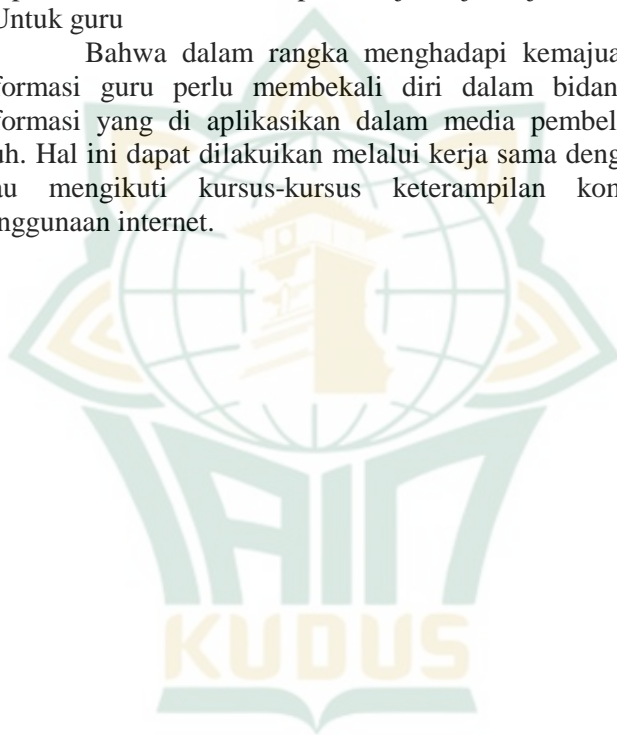 Untuk guru
Bahwa dalam rangka menghadapi kemajua
formasi guru perlu membekali diri dalam bidan
formasi yang di aplikasikan dalam media pembel
uh. Hal ini dapat dilakuikan melalui kerja sama deng
au mengikuti kursus-kursus keterampilan kon
nggunaan internet.
IAIN
KUDUS